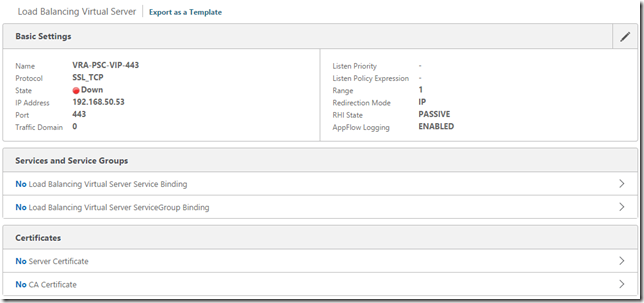 Load Balancing Virtual Server Export as a Template
Basic Settings
Name VRA-PSC-VIP-443
Protocol SSL_TCP
State Down
IP Address 192.168.50.53
Port 443
Traffic Domain 0
Listen Priority -
Listen Policy Expression -
Range 1
Redirection Mode IP
RHI State PASSIVE
AppFlow Logging ENABLED
Services and Service Groups
No Load Balancing Virtual Server Service Binding
No Load Balancing Virtual Server ServiceGroup Binding
Certificates
No Server Certificate
No CA Certificate